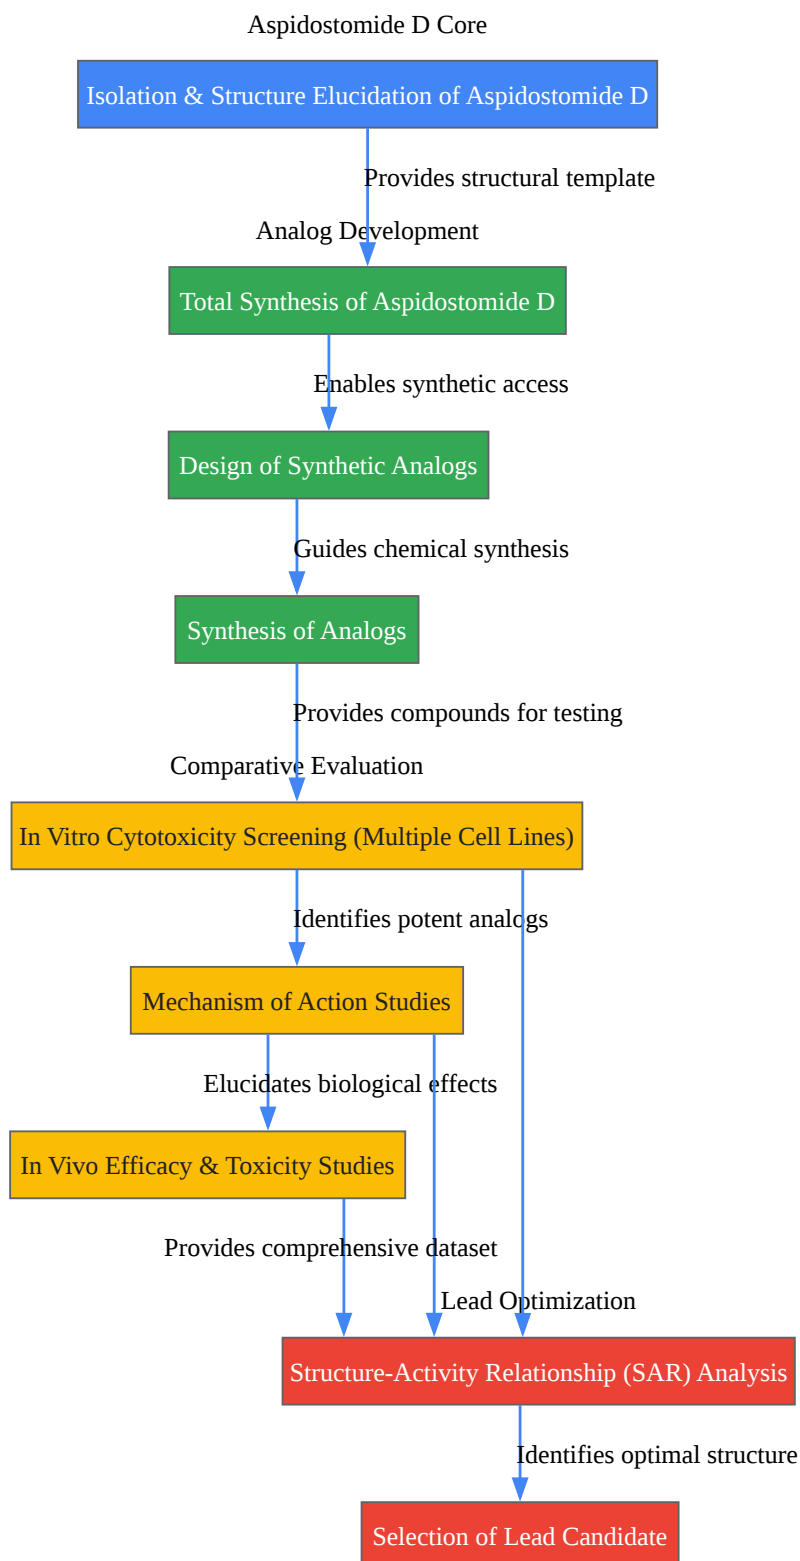 Aspidostomide D Core
Isolation & Structure Elucidation of Aspidostomide D
Provides structural template
Analog Development
Total Synthesis of Aspidostomide D
Enables synthetic access
Design of Synthetic Analogs
Guides chemical synthesis
Synthesis of Analogs
Provides compounds for testing
Comparative Evaluation
In Vitro Cytotoxicity Screening (Multiple Cell Lines)
Identifies potent analogs
Mechanism of Action Studies
Elucidates biological effects
In Vivo Efficacy & Toxicity Studies
Provides comprehensive dataset
Lead Optimization
Structure-Activity Relationship (SAR) Analysis
Identifies optimal structure
Selection of Lead Candidate